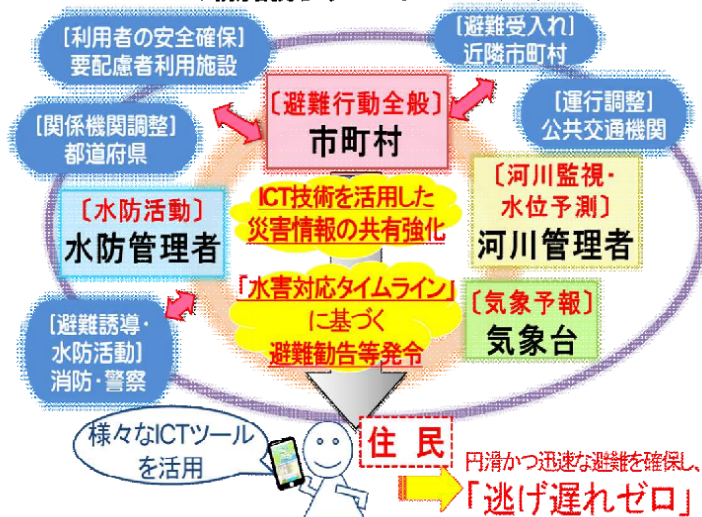 [利用者の安全確保]
要配慮者利用施設
[避難受入れ]
近隣市町村
[関係機関調整]
都道府県
〔避難行動全般〕
市町村
[運行調整]
公共交通機関
〔水防活動〕
水防管理者
ICT技術を活用した
災害情報の共有強化
〔河川監視・
水位予測〕
河川管理者
「水害対応タイムライン」
に基づく
避難勧告等発令
〔気象予報〕
気象台
[避難誘導・
水防活動]
消防・警察
様々なICTツール
を活用
住民
円滑かつ迅速な避難を確保し、
「逃げ遅れゼロ」